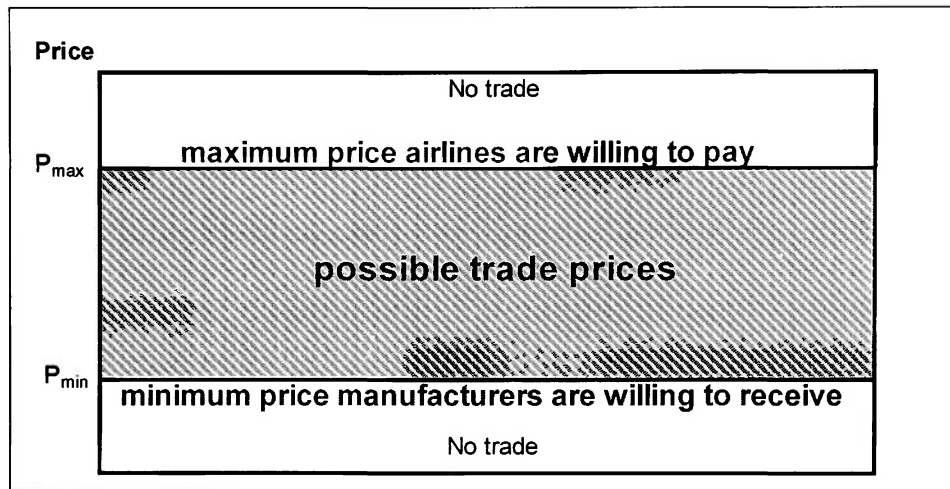 Price
No trade
maximum price airlines are willing to pay
Pmax
possible trade prices
Pmin
minimum price manufacturers are willing to receive
No trade